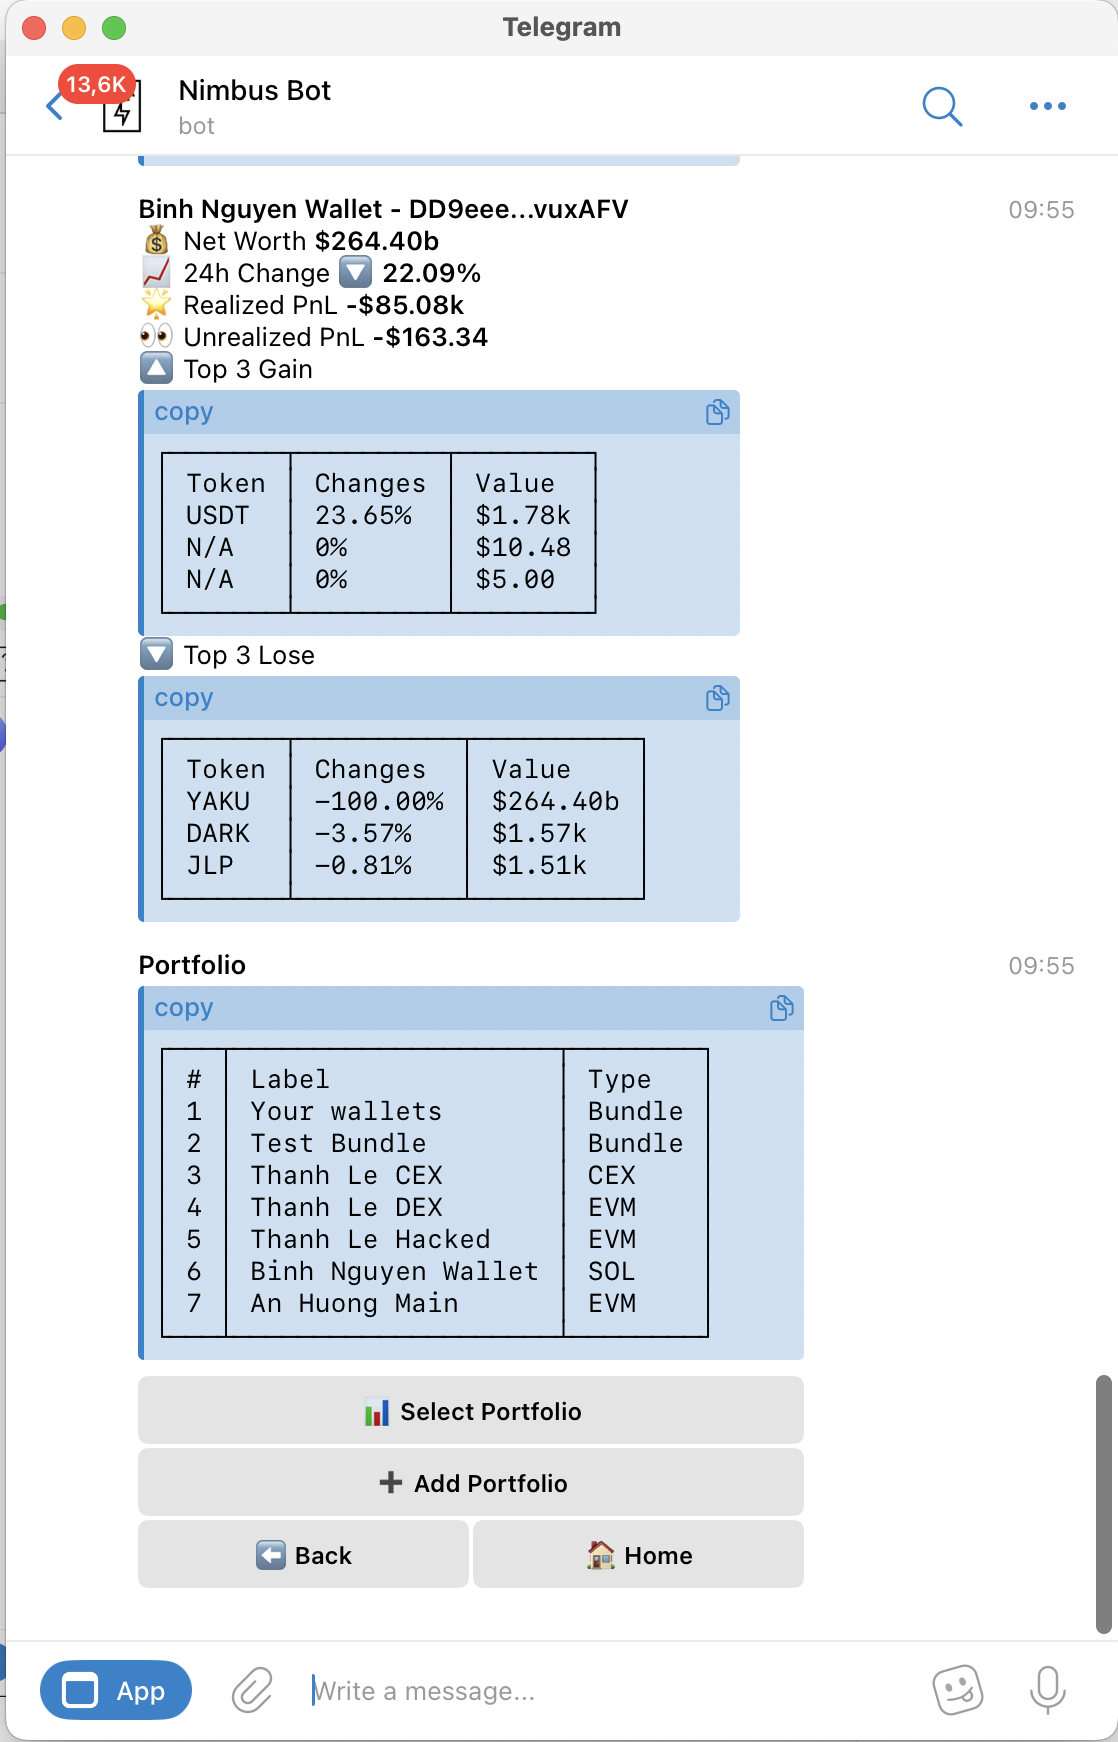 Telegram
13,6K
Nimbus Bot
bot
Binh Nguyen Wallet - DD9eee...vuxAFV 09:55
💰 Net Worth $264.40b
📈 24h Change 🔽 22.09%
🌟 Realized PnL -$85.08k
👀 Unrealized PnL -$163.34
🔼 Top 3 Gain
copy
Token Changes Value
USDT 23.65% $1.78k
N/A 0% $10.48
N/A 0% $5.00
🔽 Top 3 Lose
copy
Token Changes Value
YAKU -100.00% $264.40b
DARK -3.57% $1.57k
JLP -0.81% $1.51k
Portfolio 09:55
copy
# Label Type
1 Your wallets Bundle
2 Test Bundle Bundle
3 Thanh Le CEX CEX
4 Thanh Le DEX EVM
5 Thanh Le Hacked EVM
6 Binh Nguyen Wallet SOL
7 An Huong Main EVM
📊 Select Portfolio
➕ Add Portfolio
⬅️ Back 🏠 Home
App Write a message...